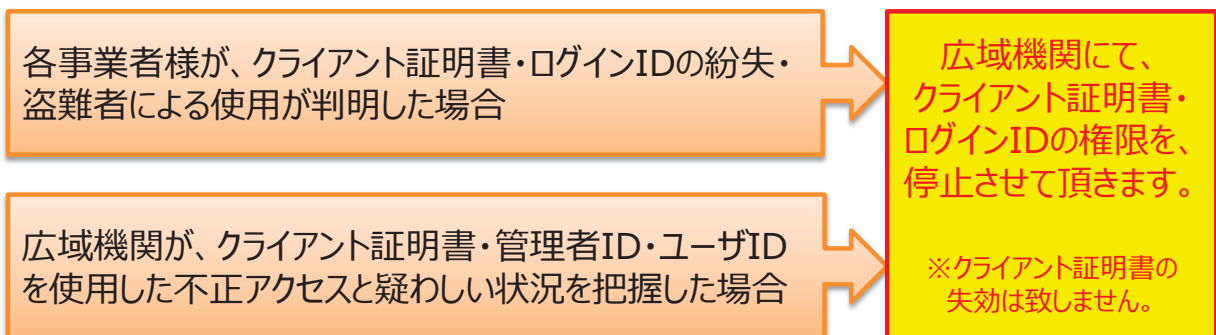 各事業者様が、クライアント証明書・ログインIDの紛失・
盗難者による使用が判明した場合
広域機関が、クライアント証明書・管理者ID・ユーザID
を使用した不正アクセスと疑わしい状況を把握した場合
広域機関にて、
クライアント証明書・
ログインIDの権限を、
停止させて頂きます。
※クライアント証明書の
失効は致しません。